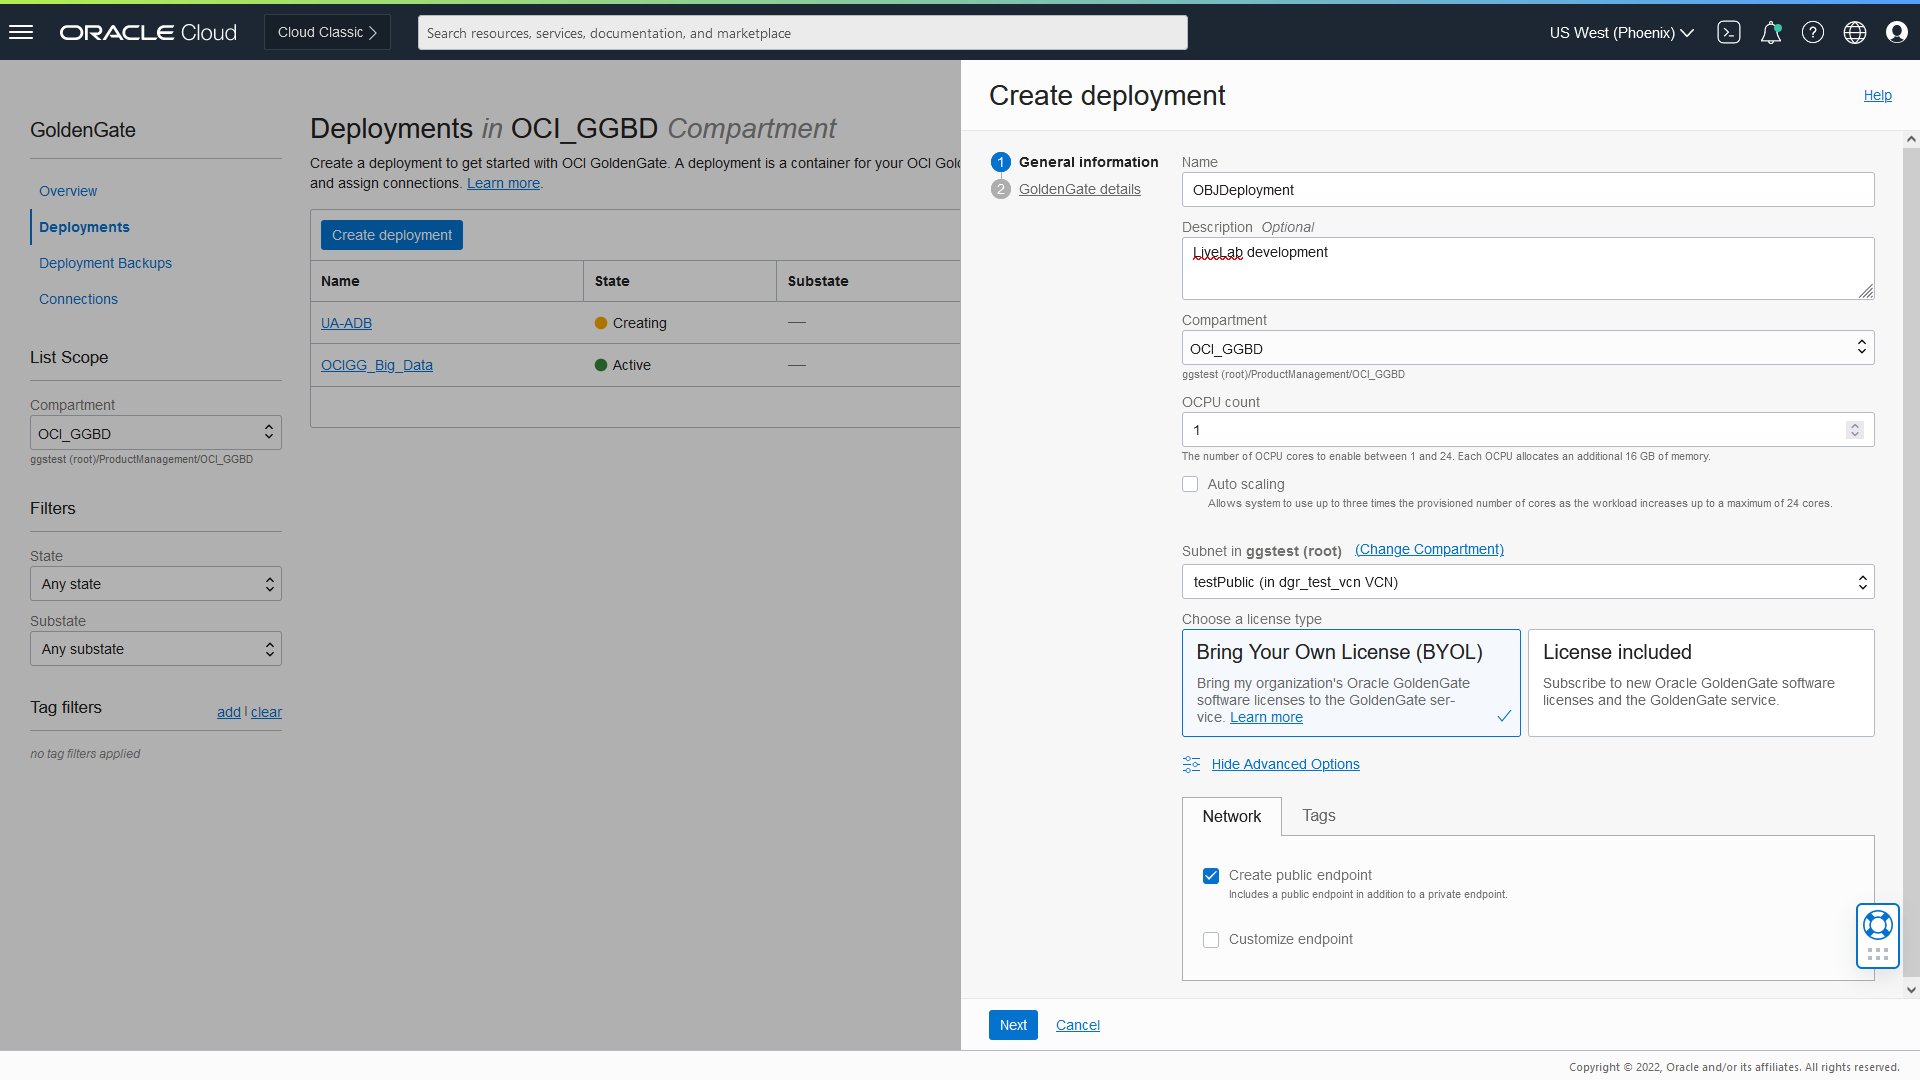 ORACLE Cloud
Cloud Classic
Search resources, services, documentation, and marketplace
US West (Phoenix)
GoldenGate
Overview
Deployments
Deployment Backups
Connections
List Scope
Compartment
OCI_GGBD
ggstest (root)/ProductManagement/OCI_GGBD
Filters
State
Any state
Substate
Any substate
Tag filters
add | clear
no tag filters applied
Deployments in OCI_GGBD Compartment
Create a deployment to get started with OCI GoldenGate. A deployment is a container for your OCI Gol
and assign connections. Learn more.
Create deployment
Name State Substate
UA-ADB Creating —
OCIGG_Big_Data Active —
Create deployment
Help
1 General information
2 GoldenGate details
Name
OBJDeployment
Description Optional
LiveLab development
Compartment
OCI_GGBD
ggstest (root)/ProductManagement/OCI_GGBD
OCPU count
1
The number of OCPU cores to enable between 1 and 24. Each OCPU allocates an additional 16 GB of memory.
Auto scaling
Allows system to use up to three times the provisioned number of cores as the workload increases up to a maximum of 24 cores.
Subnet in ggstest (root) (Change Compartment)
testPublic (in dgr_test_vcn VCN)
Choose a license type
Bring Your Own License (BYOL)
Bring my organization's Oracle GoldenGate
software licenses to the GoldenGate ser-
vice. Learn more
License included
Subscribe to new Oracle GoldenGate software
licenses and the GoldenGate service.
Hide Advanced Options
Network
Tags
Create public endpoint
Includes a public endpoint in addition to a private endpoint.
Customize endpoint
Next
Cancel
Copyright © 2022, Oracle and/or its affiliates. All rights reserved.